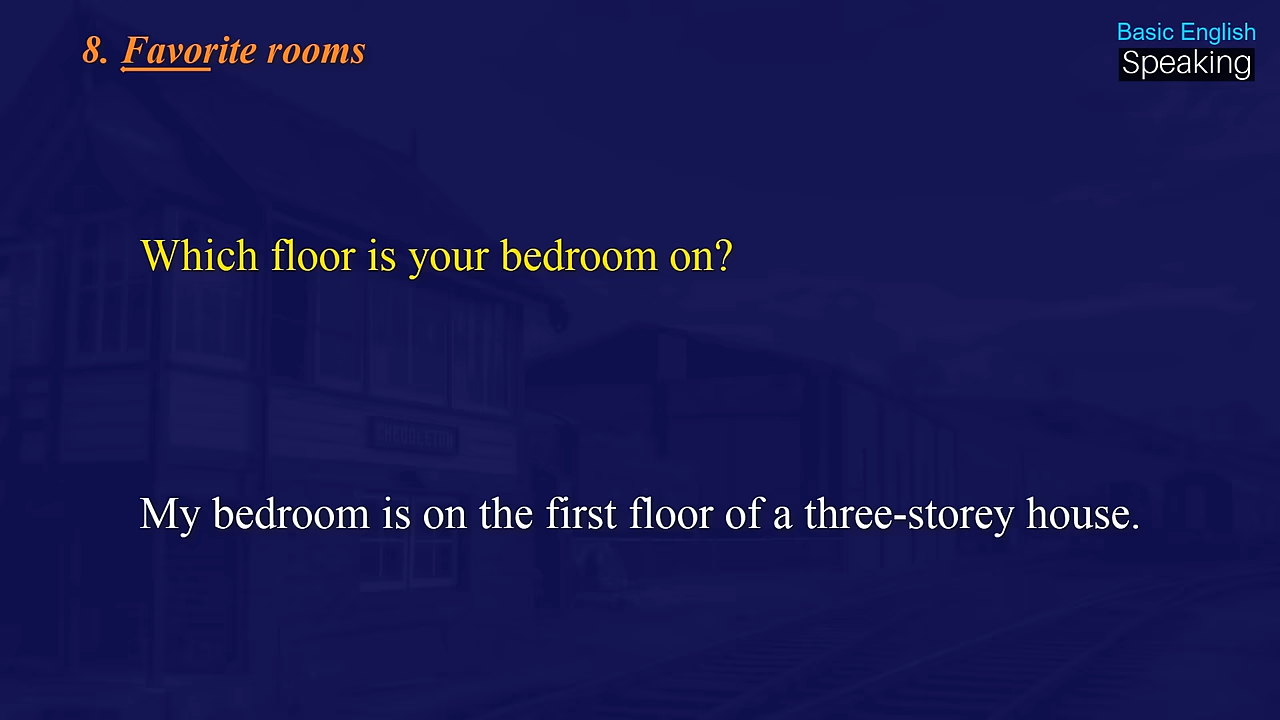 8. Favorite rooms
Basic English
Speaking
Which floor is your bedroom on?
My bedroom is on the first floor of a three-storey house.